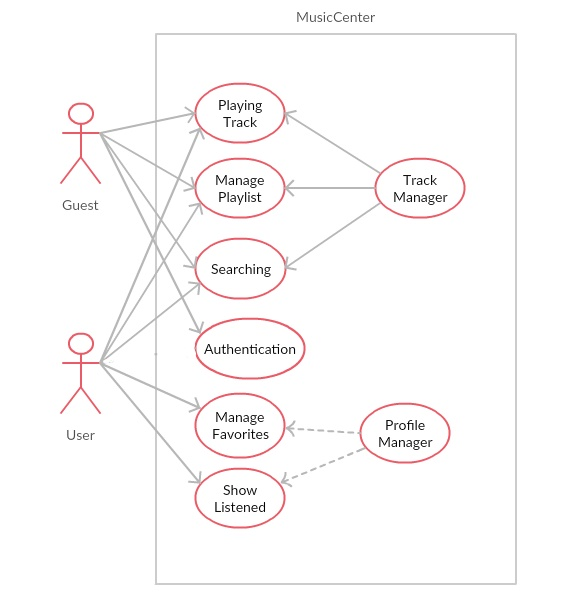 MusicCenter
Playing
Track
Guest
Manage
Playlist
Track
Manager
Searching
Authentication
User
Manage
Favorites
Profile
Manager
Show
Listened